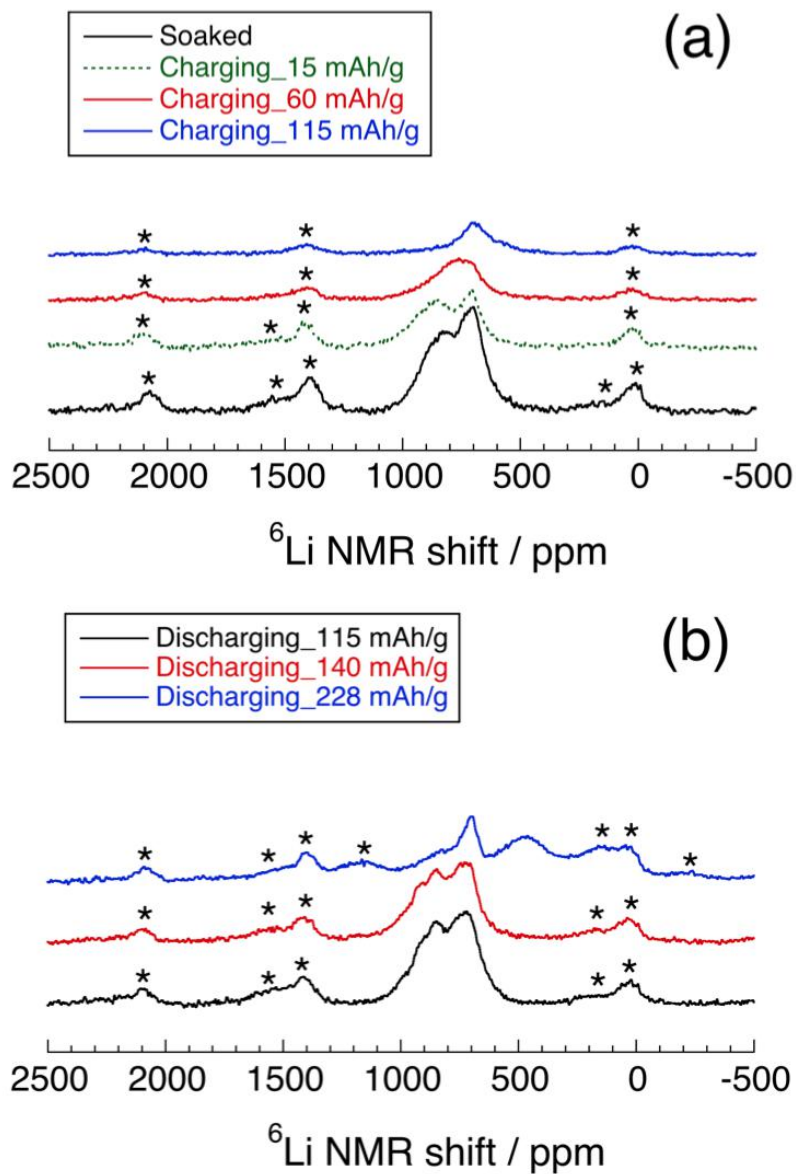 Soaked
Charging_15 mAh/g
Charging_60 mAh/g
Charging_115 mAh/g
(a)
* * *
* * *
* * * *
* * * * *
2500 2000 1500 1000 500 0 -500
⁶Li NMR shift / ppm
Discharging_115 mAh/g
Discharging_140 mAh/g
Discharging_228 mAh/g
(b)
* * * * * * *
* * * * *
* * * * *
2500 2000 1500 1000 500 0 -500
⁶Li NMR shift / ppm